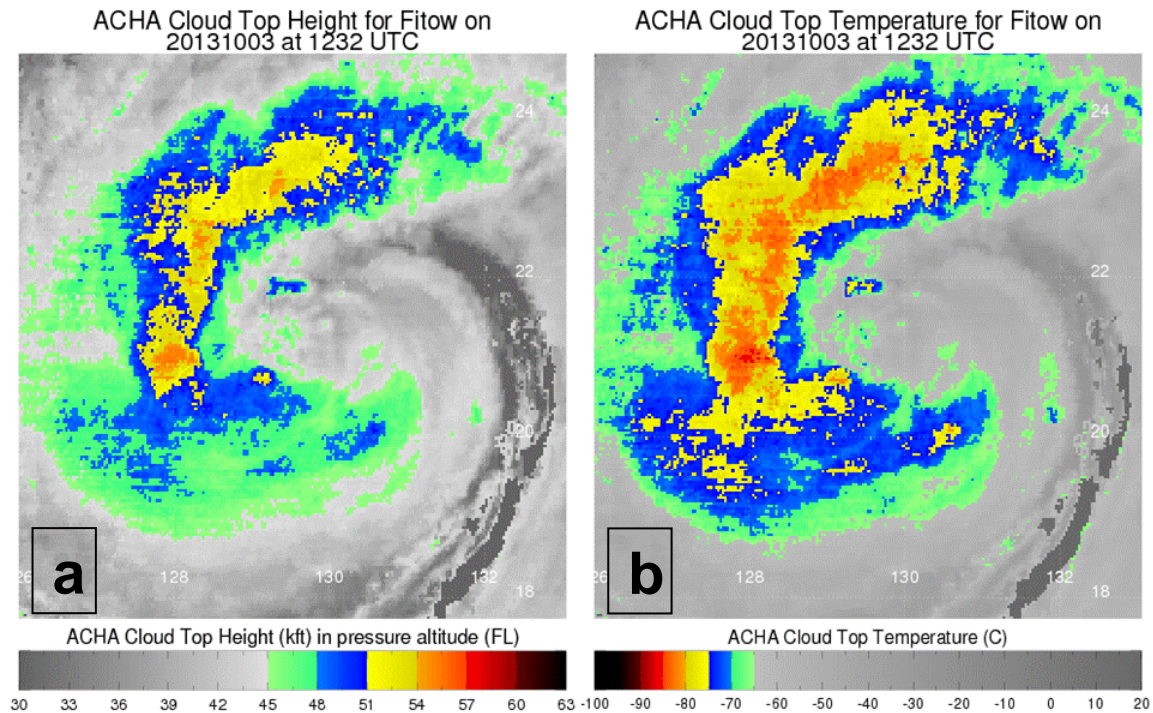 ACHA Cloud Top Height for Fitow on
20131003 at 1232 UTC
24
22
20
26 128 130 132 18
a
ACHA Cloud Top Height (kft) in pressure altitude (FL)
30 33 36 39 42 45 48 51 54 57 60 63
ACHA Cloud Top Temperature for Fitow on
20131003 at 1232 UTC
24
22
20
26 128 130 132 18
b
ACHA Cloud Top Temperature (C)
-100 -90 -80 -70 -60 -50 -40 -30 -20 -10 0 10 20